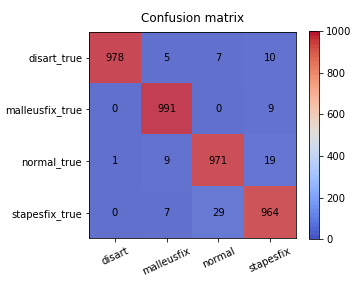 Confusion matrix
disart_true 978 5 7 10
malleusfix_true 0 991 0 9
normal_true 1 9 971 19
stapesfix_true 0 7 29 964
disart malleusfix normal stapesfix
1000
800
600
400
200
0